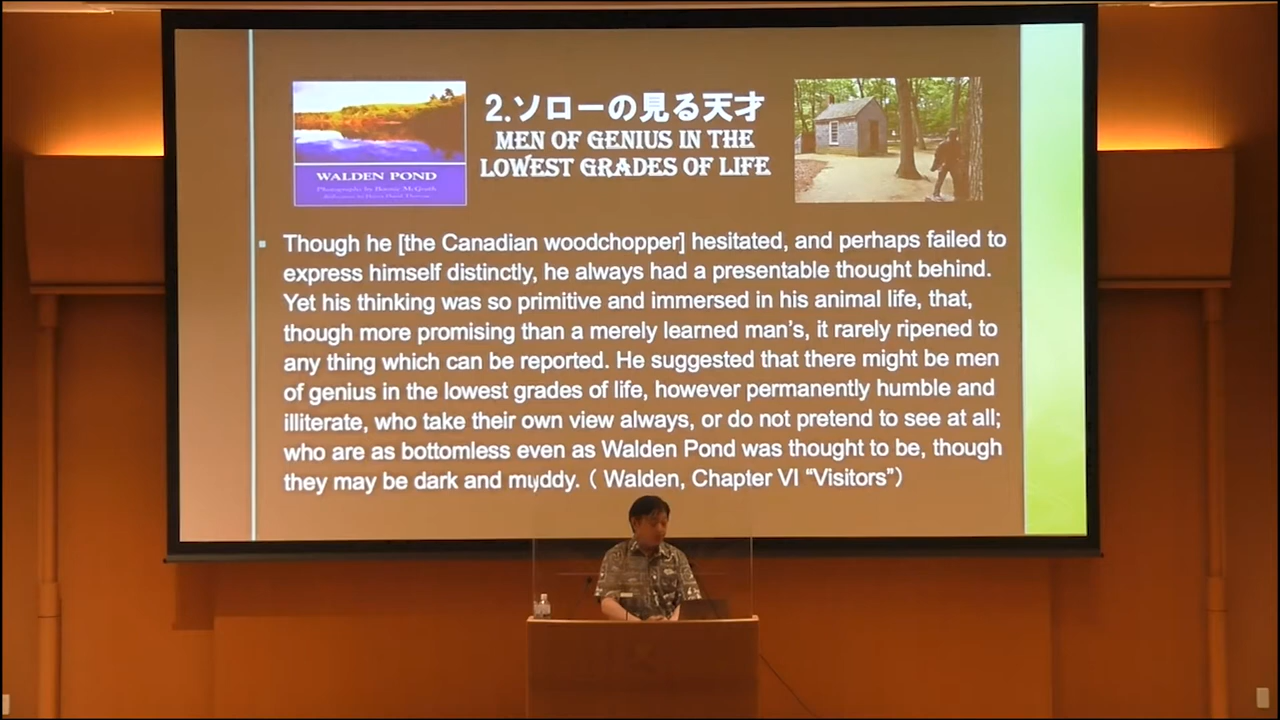 2.ソローの見る天才
MEN OF GENIUS IN THE
LOWEST GRADES OF LIFE
WALDEN POND
Photographs by Bonnie McGrath
Though he [the Canadian woodchopper] hesitated, and perhaps failed to
express himself distinctly, he always had a presentable thought behind.
Yet his thinking was so primitive and immersed in his animal life, that,
though more promising than a merely learned man's, it rarely ripened to
any thing which can be reported. He suggested that there might be men
of genius in the lowest grades of life, however permanently humble and
illiterate, who take their own view always, or do not pretend to see at all;
who are as bottomless even as Walden Pond was thought to be, though
they may be dark and muddy.( Walden, Chapter VI “Visitors”)